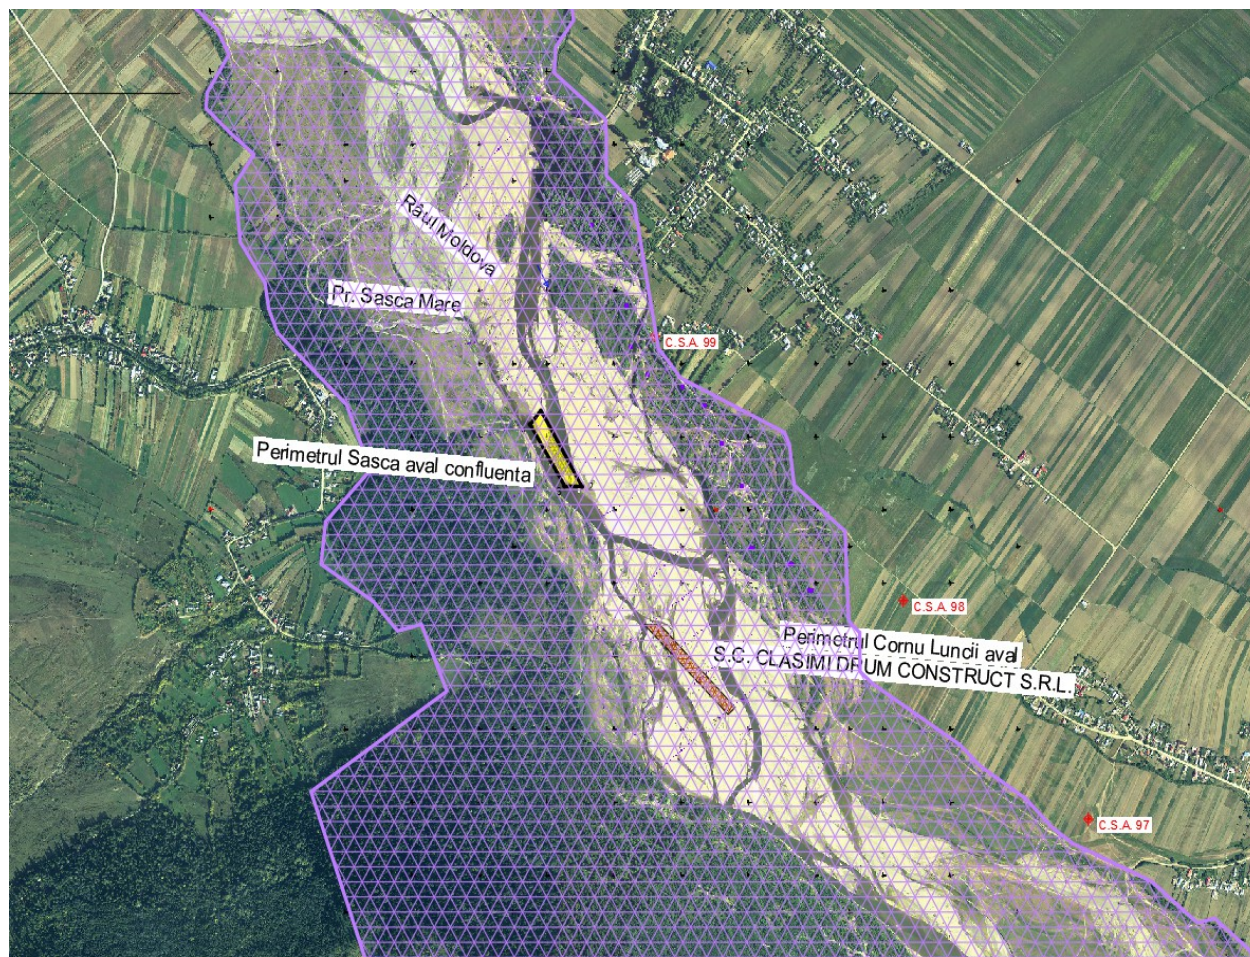 Râul Moldova
Pr. Sasca Mare
C.S.A. 99
Perimetrul Sasca aval confluenta
C.S.A. 98
Perimetrul Cornu Luncii aval
S.C. CLASIMI DRUM CONSTRUCT S.R.L.
C.S.A. 97